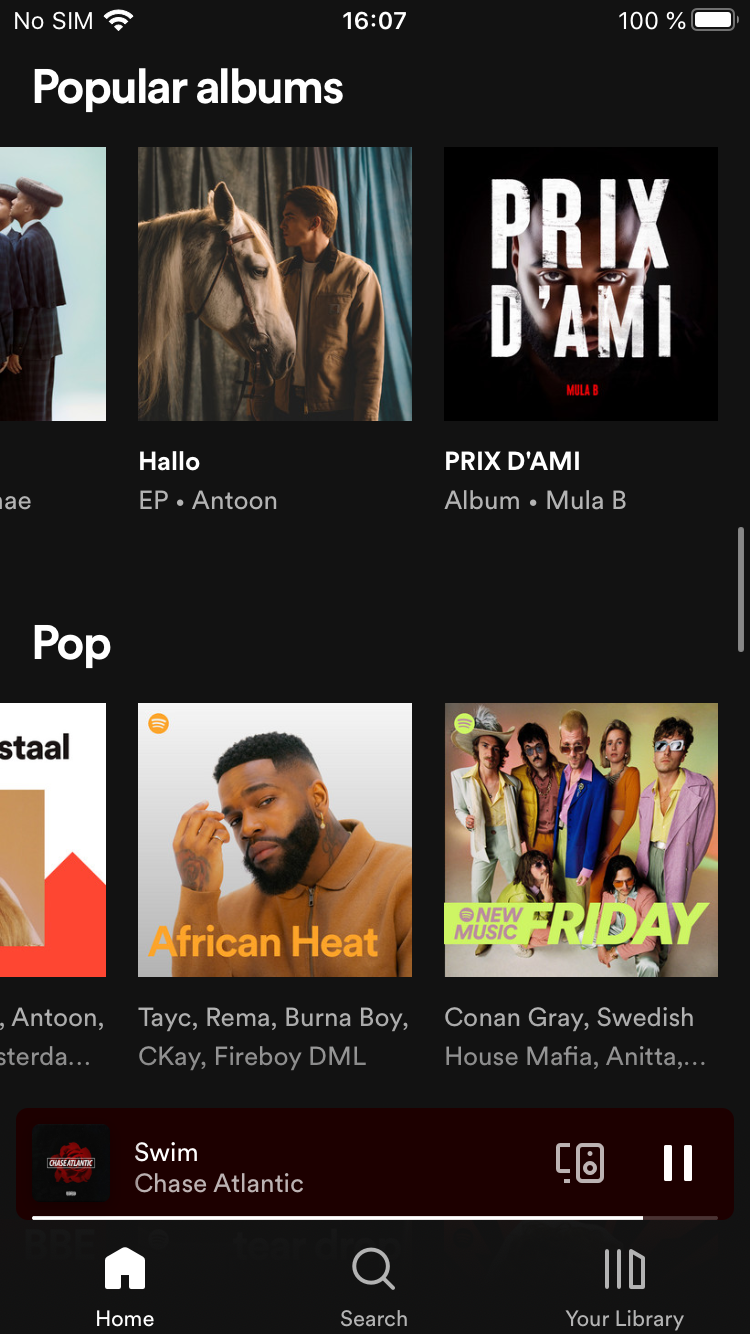 No SIM 16:07 100 %
Popular albums
PRIX
D'AMI
MULA B
Hallo
PRIX D'AMI
EP • Antoon
Album • Mula B
Pop
staal
African Heat
NEW
MUSIC FRIDAY
, Antoon,
Tayc, Rema, Burna Boy,
Conan Gray, Swedish
sterda...
CKay, Fireboy DML
House Mafia, Anitta,...
CHASE ATLANTIC
Swim
Chase Atlantic
tear drop
Home
Search
Your Library